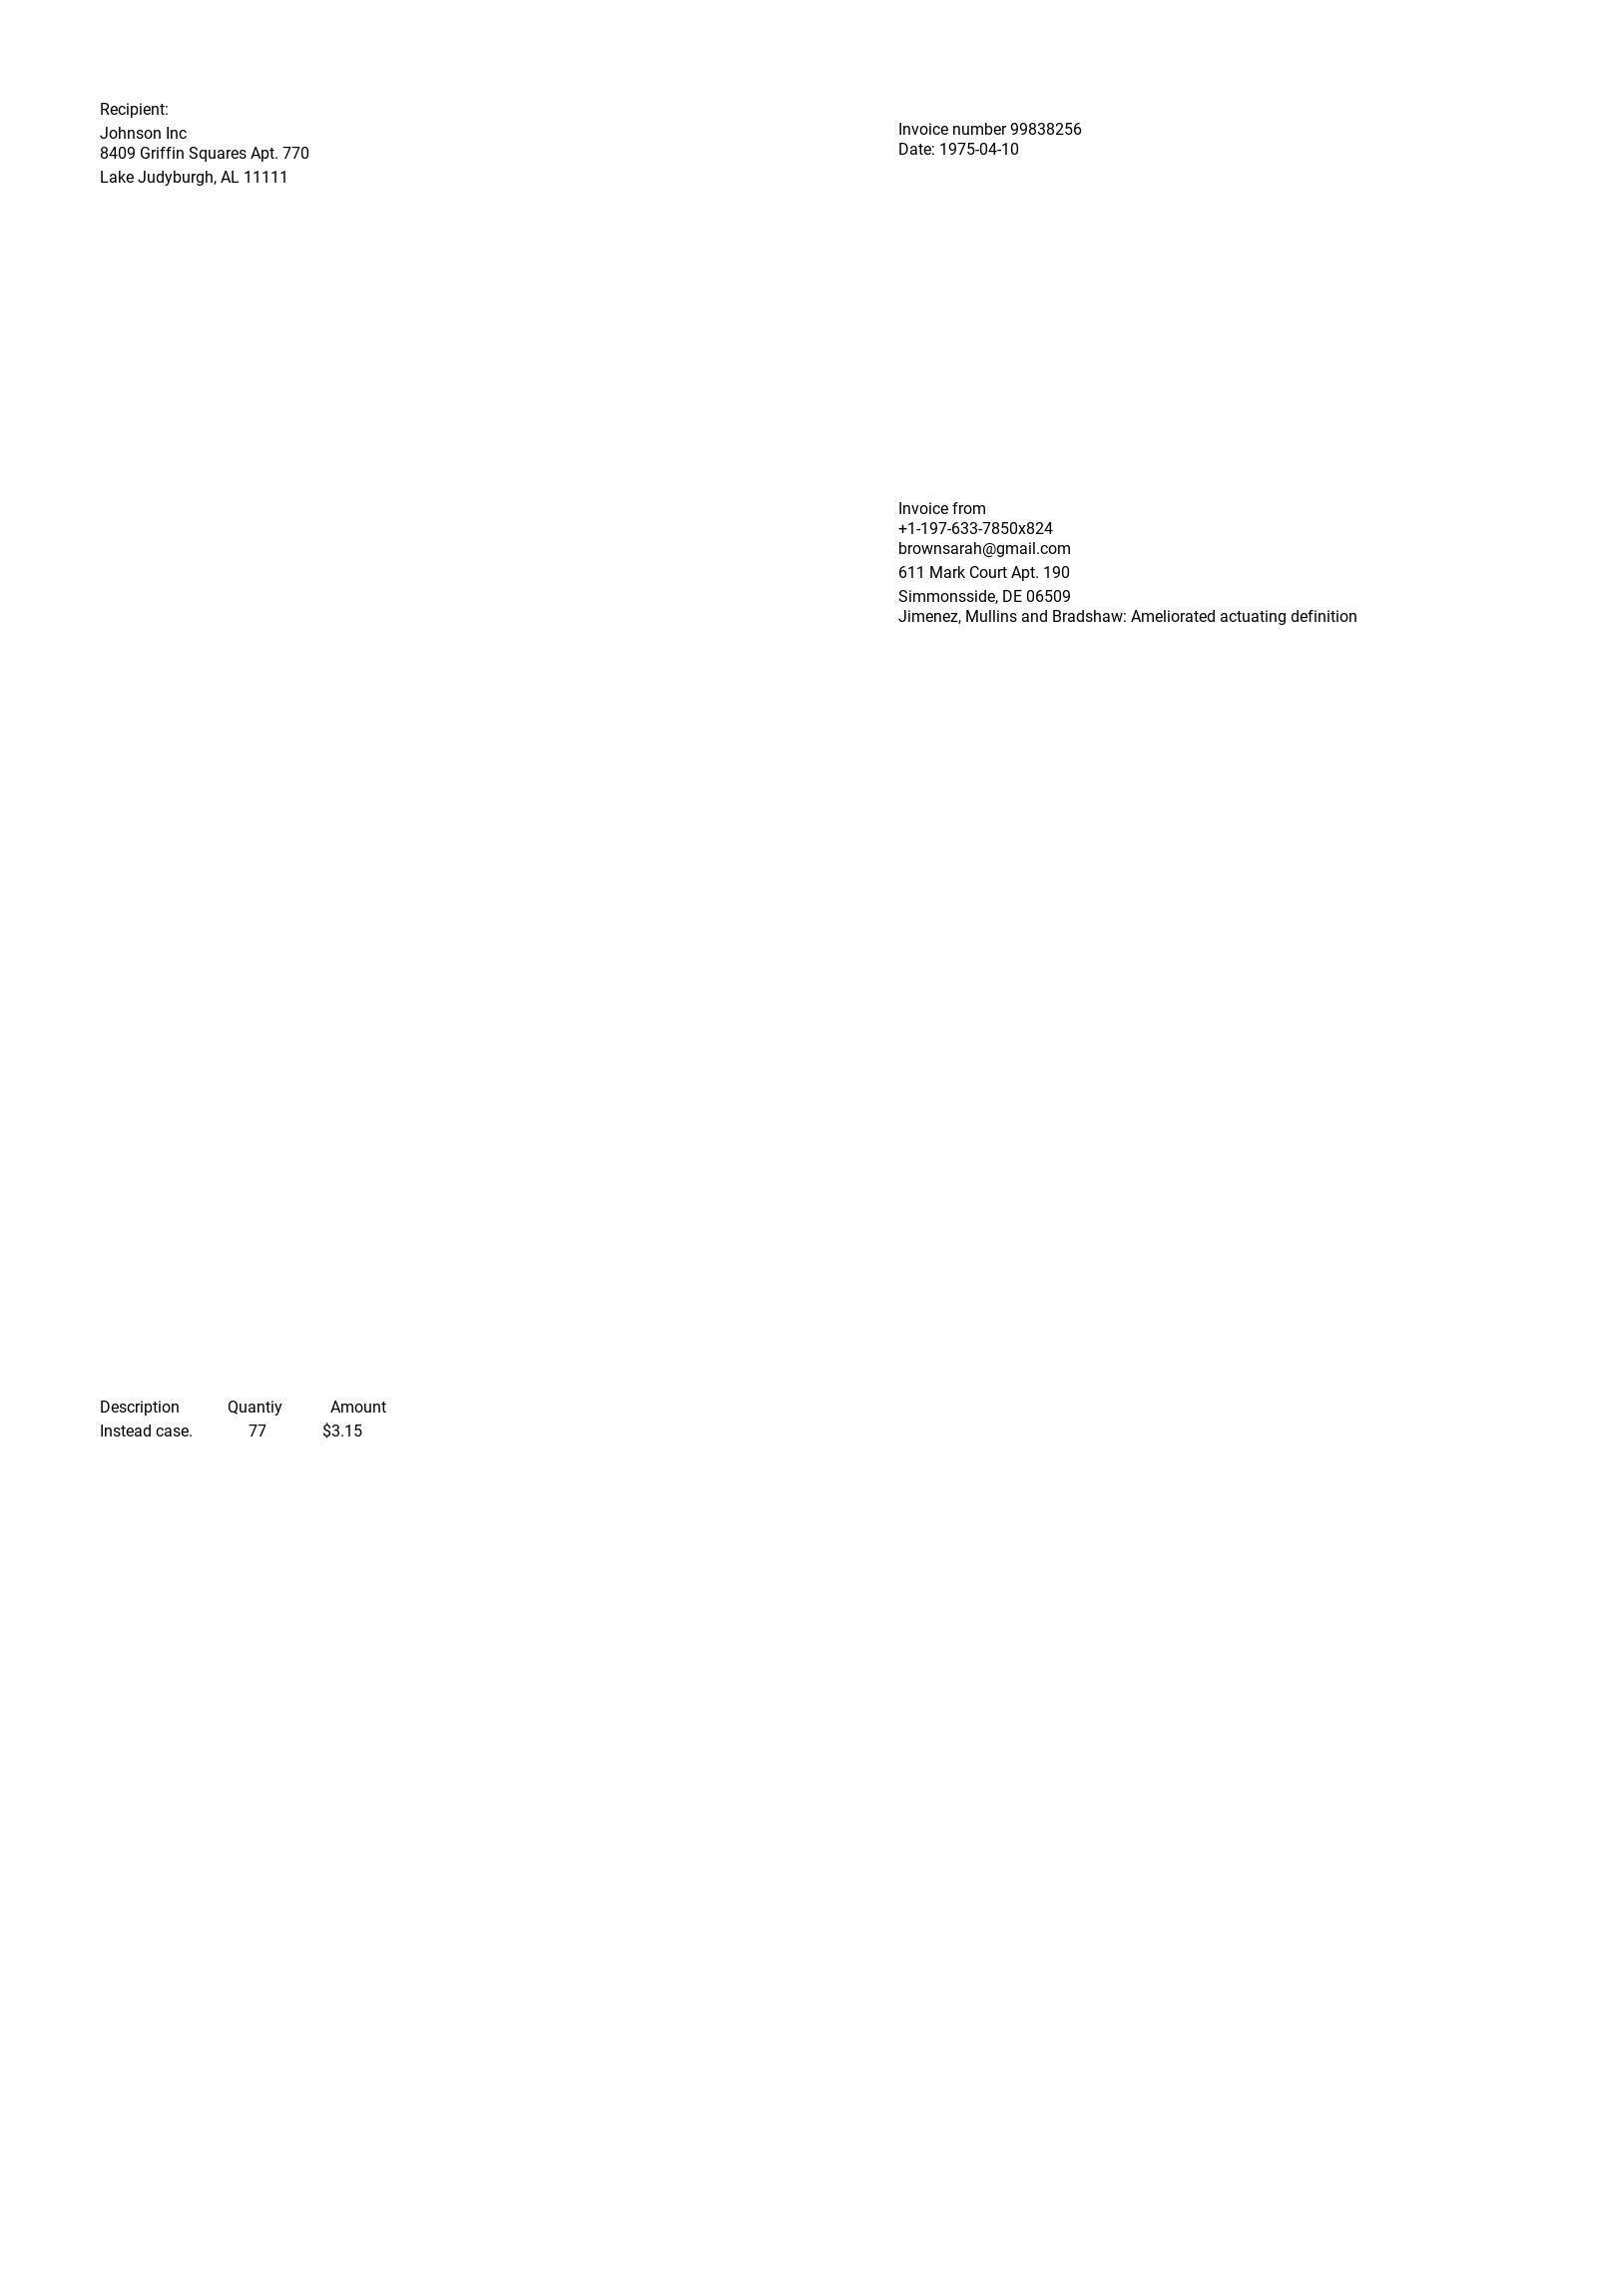 Recipient:
Johnson Inc
8409 Griffin Squares Apt. 770
Lake Judyburgh, AL 11111
Invoice number 99838256
Date: 1975-04-10
Invoice from
+1-197-633-7850x824
brownsarah@gmail.com
611 Mark Court Apt. 190
Simmonsside, DE 06509
Jimenez, Mullins and Bradshaw: Ameliorated actuating definition
Description Quantiy Amount
Instead case. 77 $3.15